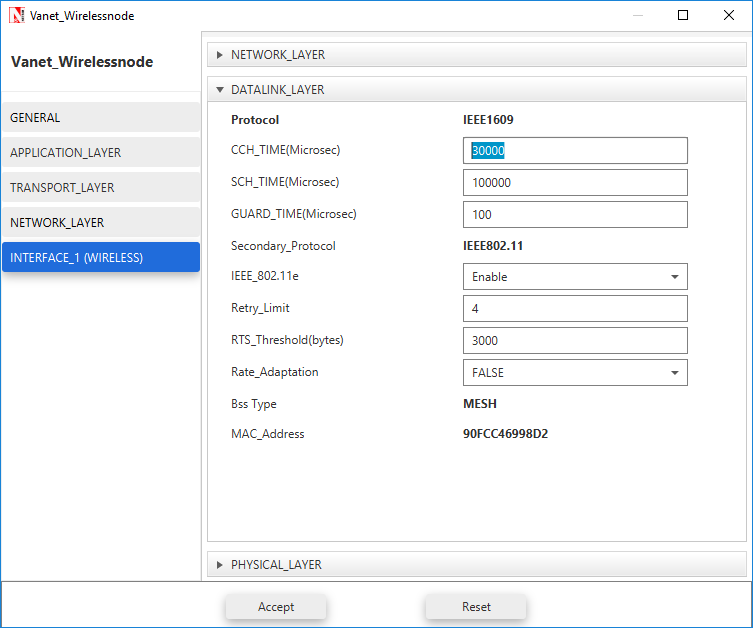 Vanet_Wirelessnode
Vanet_Wirelessnode
GENERAL
APPLICATION_LAYER
TRANSPORT_LAYER
NETWORK_LAYER
INTERFACE_1 (WIRELESS)
NETWORK_LAYER
DATALINK_LAYER
Protocol IEEE1609
CCH_TIME(Microsec) 30000
SCH_TIME(Microsec) 100000
GUARD_TIME(Microsec) 100
Secondary_Protocol IEEE802.11
IEEE_802.11e Enable
Retry_Limit 4
RTS_Threshold(bytes) 3000
Rate_Adaptation FALSE
Bss Type MESH
MAC_Address 90FCC46998D2
PHYSICAL_LAYER
Accept Reset